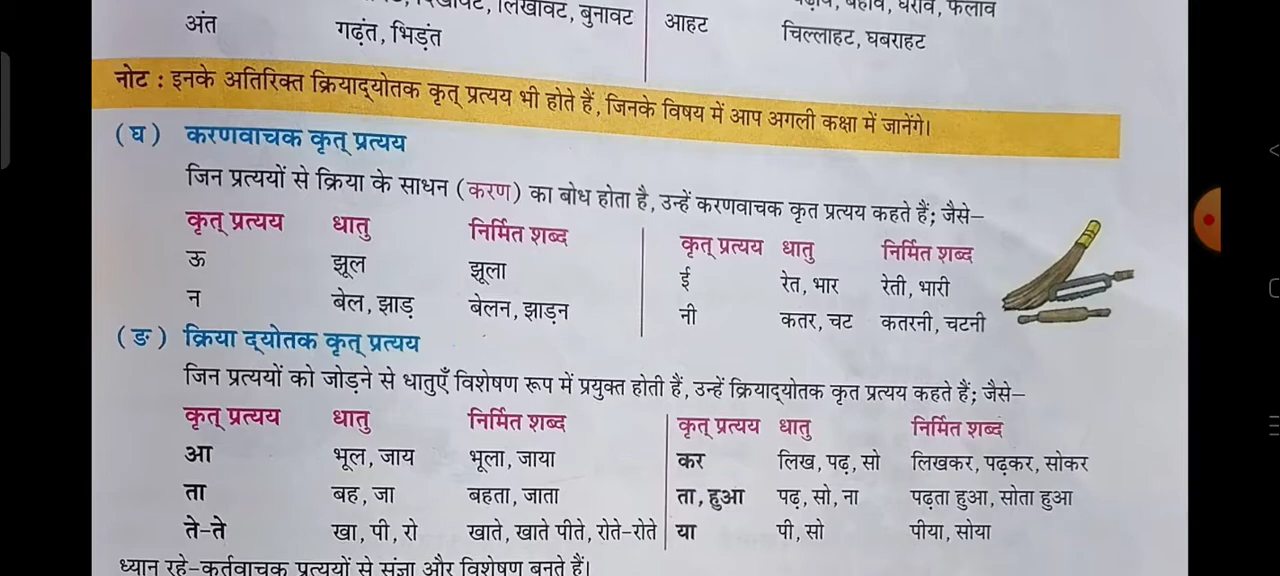 लिखावट, बुनावट
बहाव, घेराव, फैलाव
अंत गढ़ंत, भिड़ंत आहट चिल्लाहट, घबराहट
नोट : इनके अतिरिक्त क्रियाद्योतक कृत् प्रत्यय भी होते हैं, जिनके विषय में आप अगली कक्षा में जानेंगे।
(घ) करणवाचक कृत् प्रत्यय
जिन प्रत्ययों से क्रिया के साधन (करण) का बोध होता है, उन्हें करणवाचक कृत प्रत्यय कहते हैं; जैसे–
कृत् प्रत्यय धातु निर्मित शब्द कृत् प्रत्यय धातु निर्मित शब्द
ऊ झूल झूला ई रेत, भार रेती, भारी
न बेल, झाड़ बेलन, झाड़न नी कतर, चट कतरनी, चटनी
(ङ) क्रिया द्योतक कृत् प्रत्यय
जिन प्रत्ययों को जोड़ने से धातुएँ विशेषण रूप में प्रयुक्त होती हैं, उन्हें क्रियाद्योतक कृत प्रत्यय कहते हैं; जैसे–
कृत् प्रत्यय धातु निर्मित शब्द कृत् प्रत्यय धातु निर्मित शब्द
आ भूल, जाय भूला, जाया कर लिख, पढ़, सो लिखकर, पढ़कर, सोकर
ता बह, जा बहता, जाता ता, हुआ पढ़, सो, ना पढ़ता हुआ, सोता हुआ
ते-ते खा, पी, रो खाते, खाते पीते, रोते-रोते या पी, सो पीया, सोया
ध्यान रहे-कर्तृवाचक प्रत्ययों से संज्ञा और विशेषण बनते हैं।